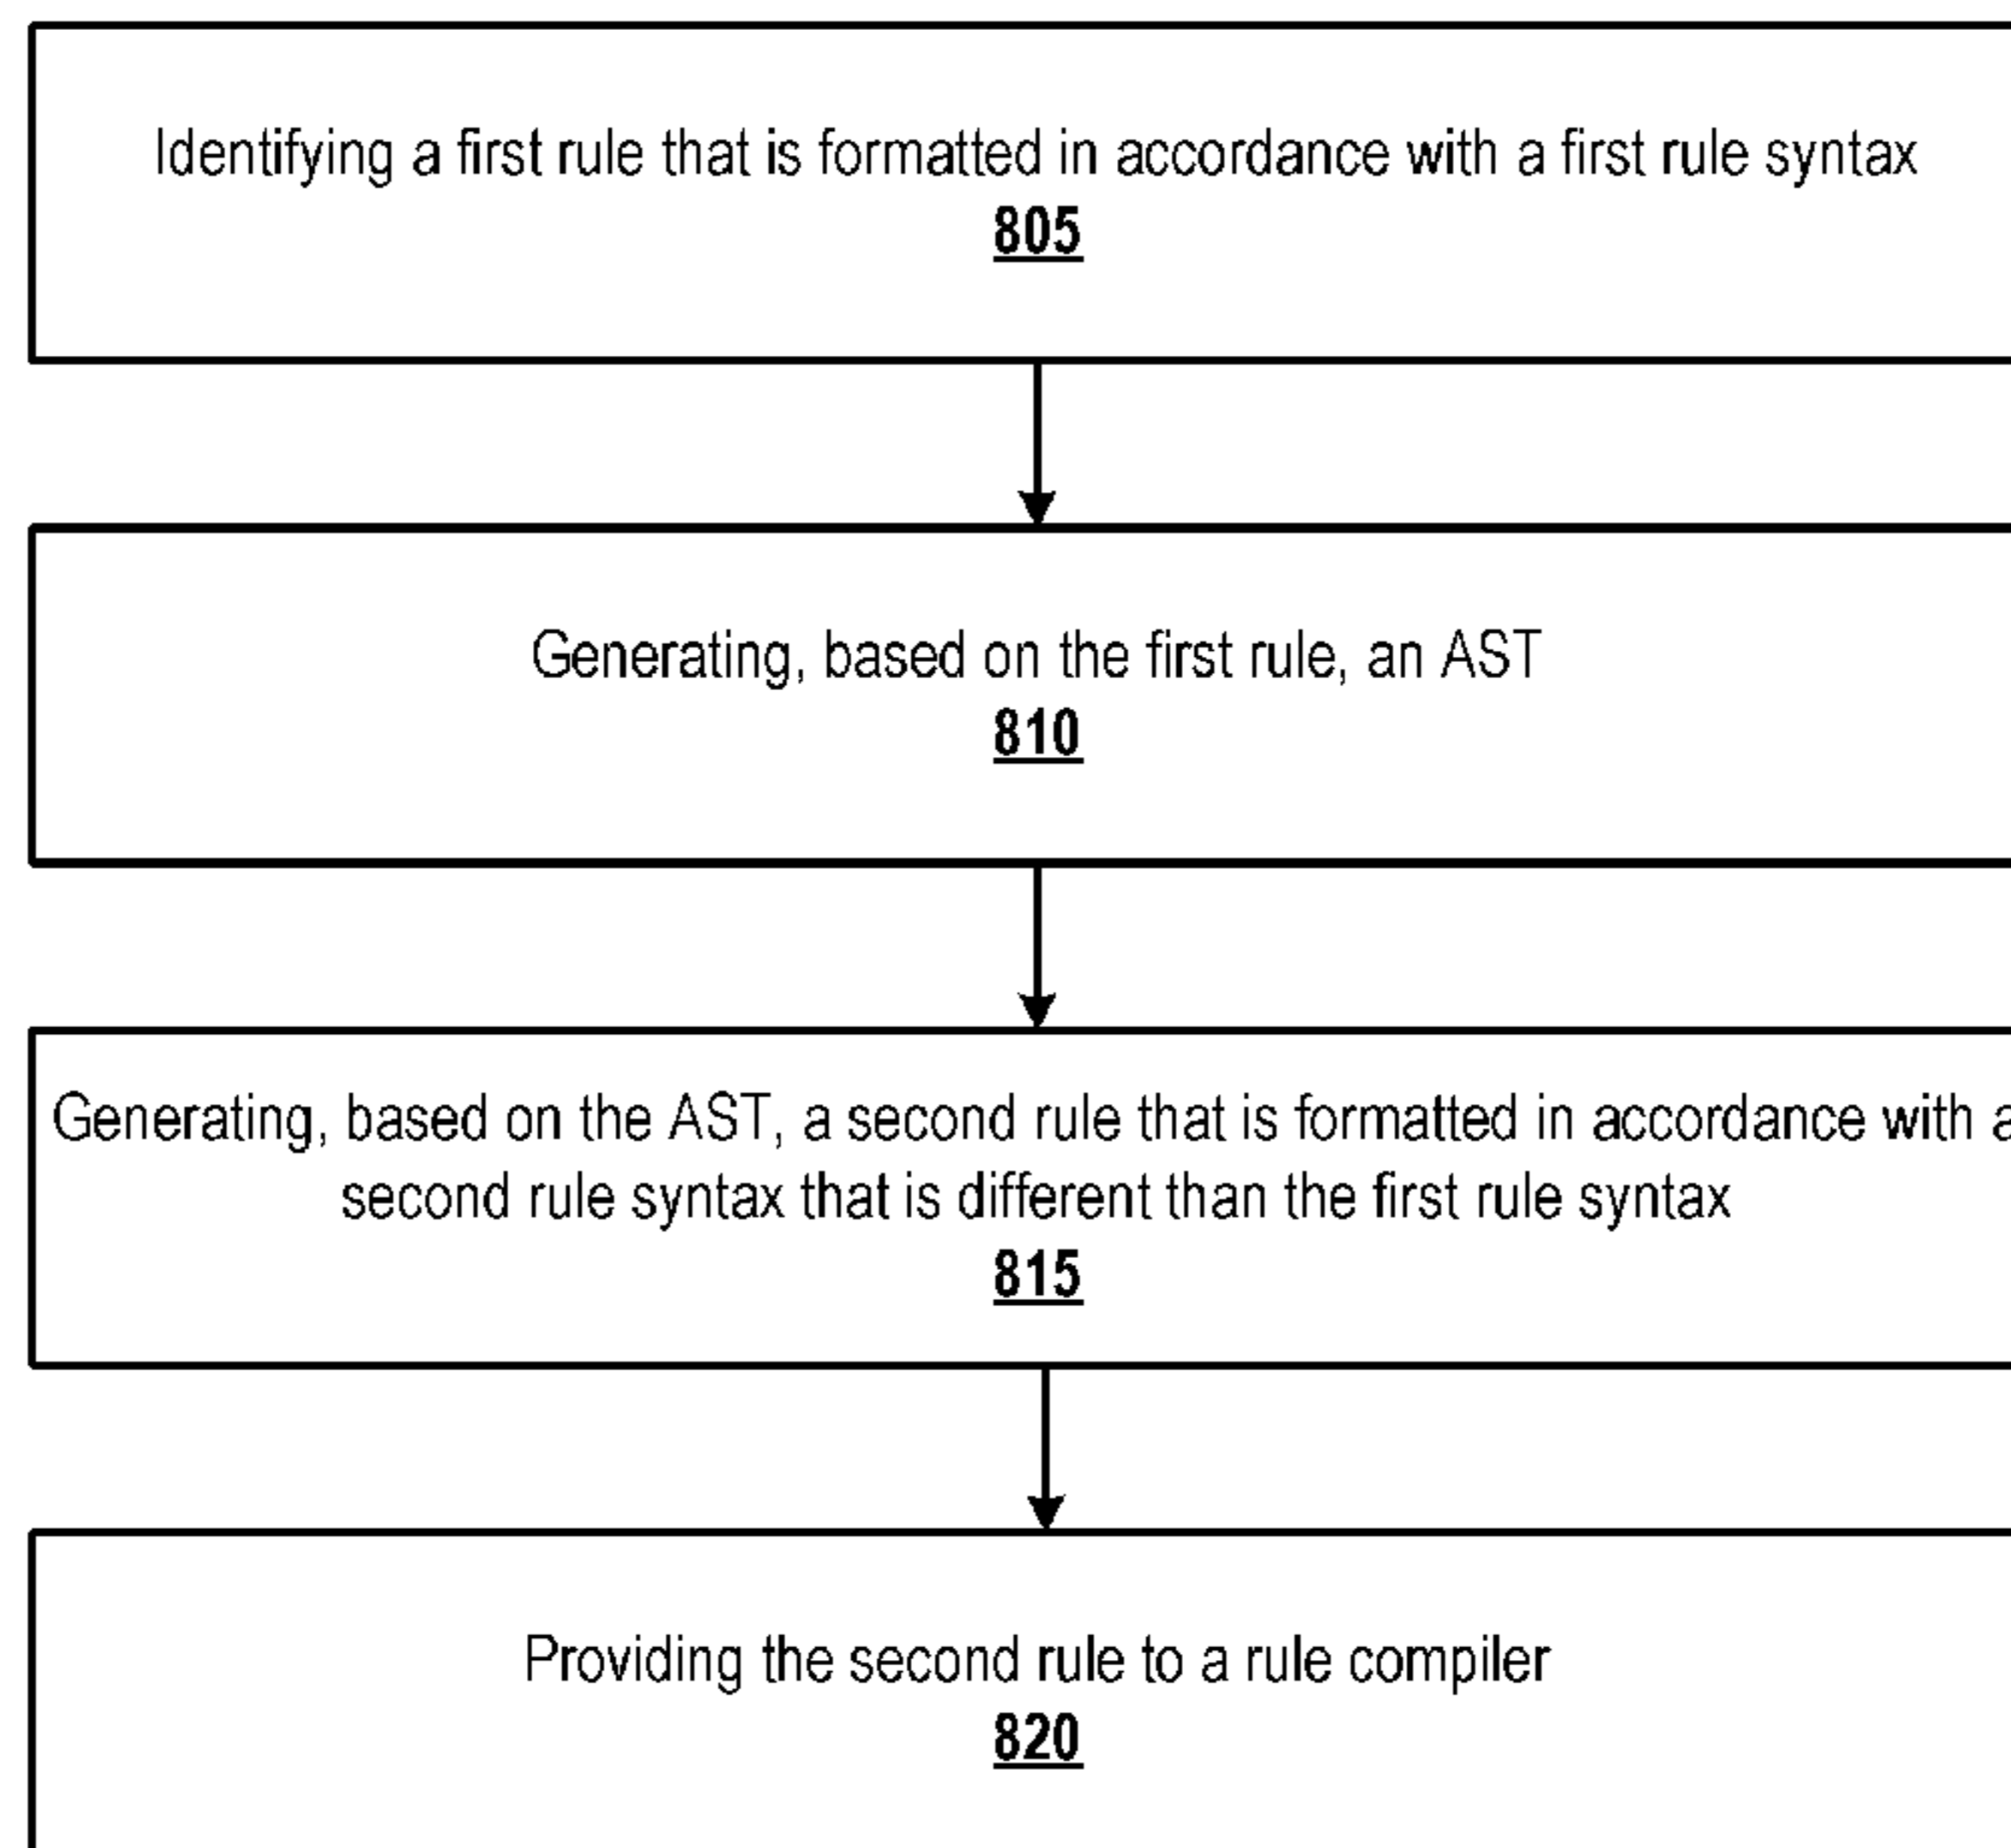 Identifying a first rule that is formatted in accordance with a first rule syntax
805
Generating, based on the first rule, an AST
810
Generating, based on the AST, a second rule that is formatted in accordance with a
second rule syntax that is different than the first rule syntax
815
Providing the second rule to a rule compiler
820